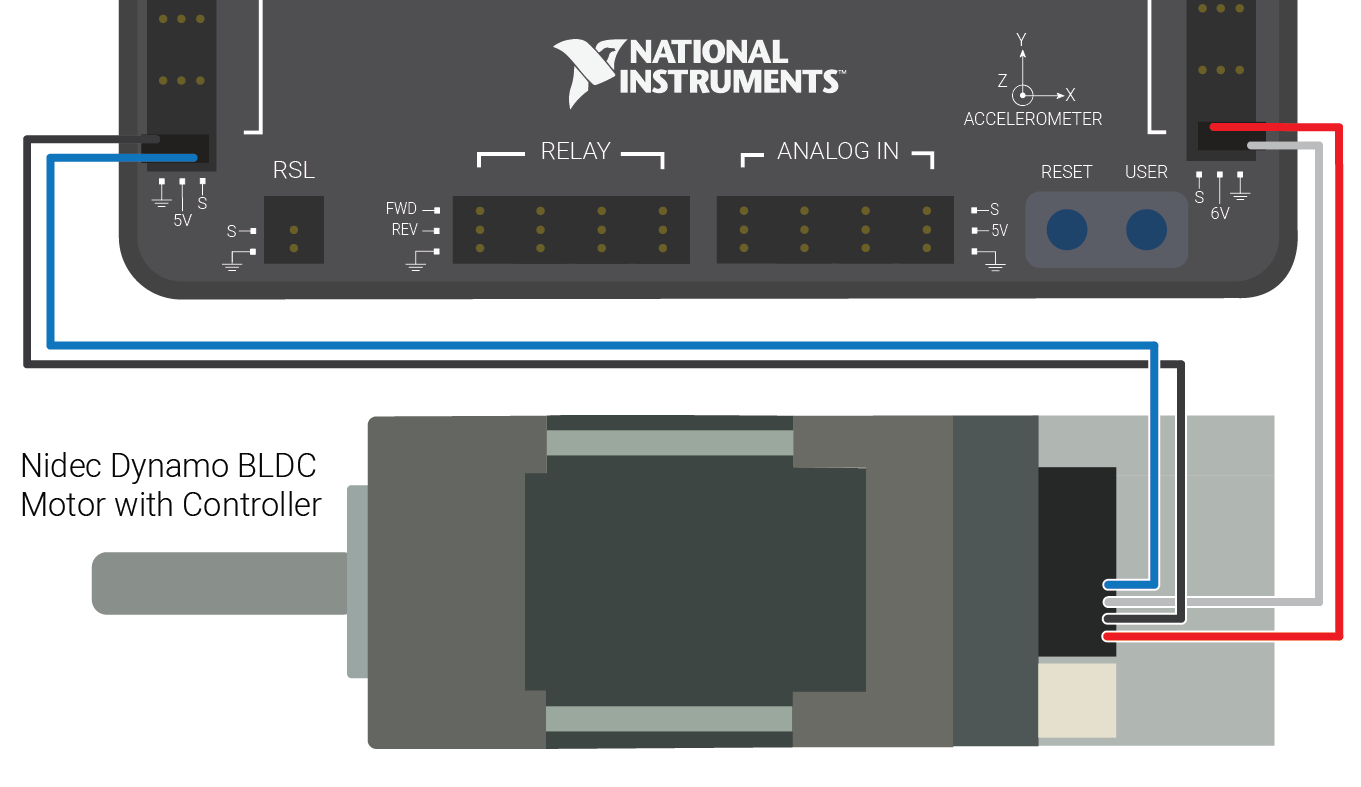 NATIONAL
INSTRUMENTS™
Y
Z
X
ACCELEROMETER
RELAY
ANALOG IN
RSL
RESET
USER
S
5V
S
6V
FWD
REV
S
S
5V
Nidec Dynamo BLDC
Motor with Controller